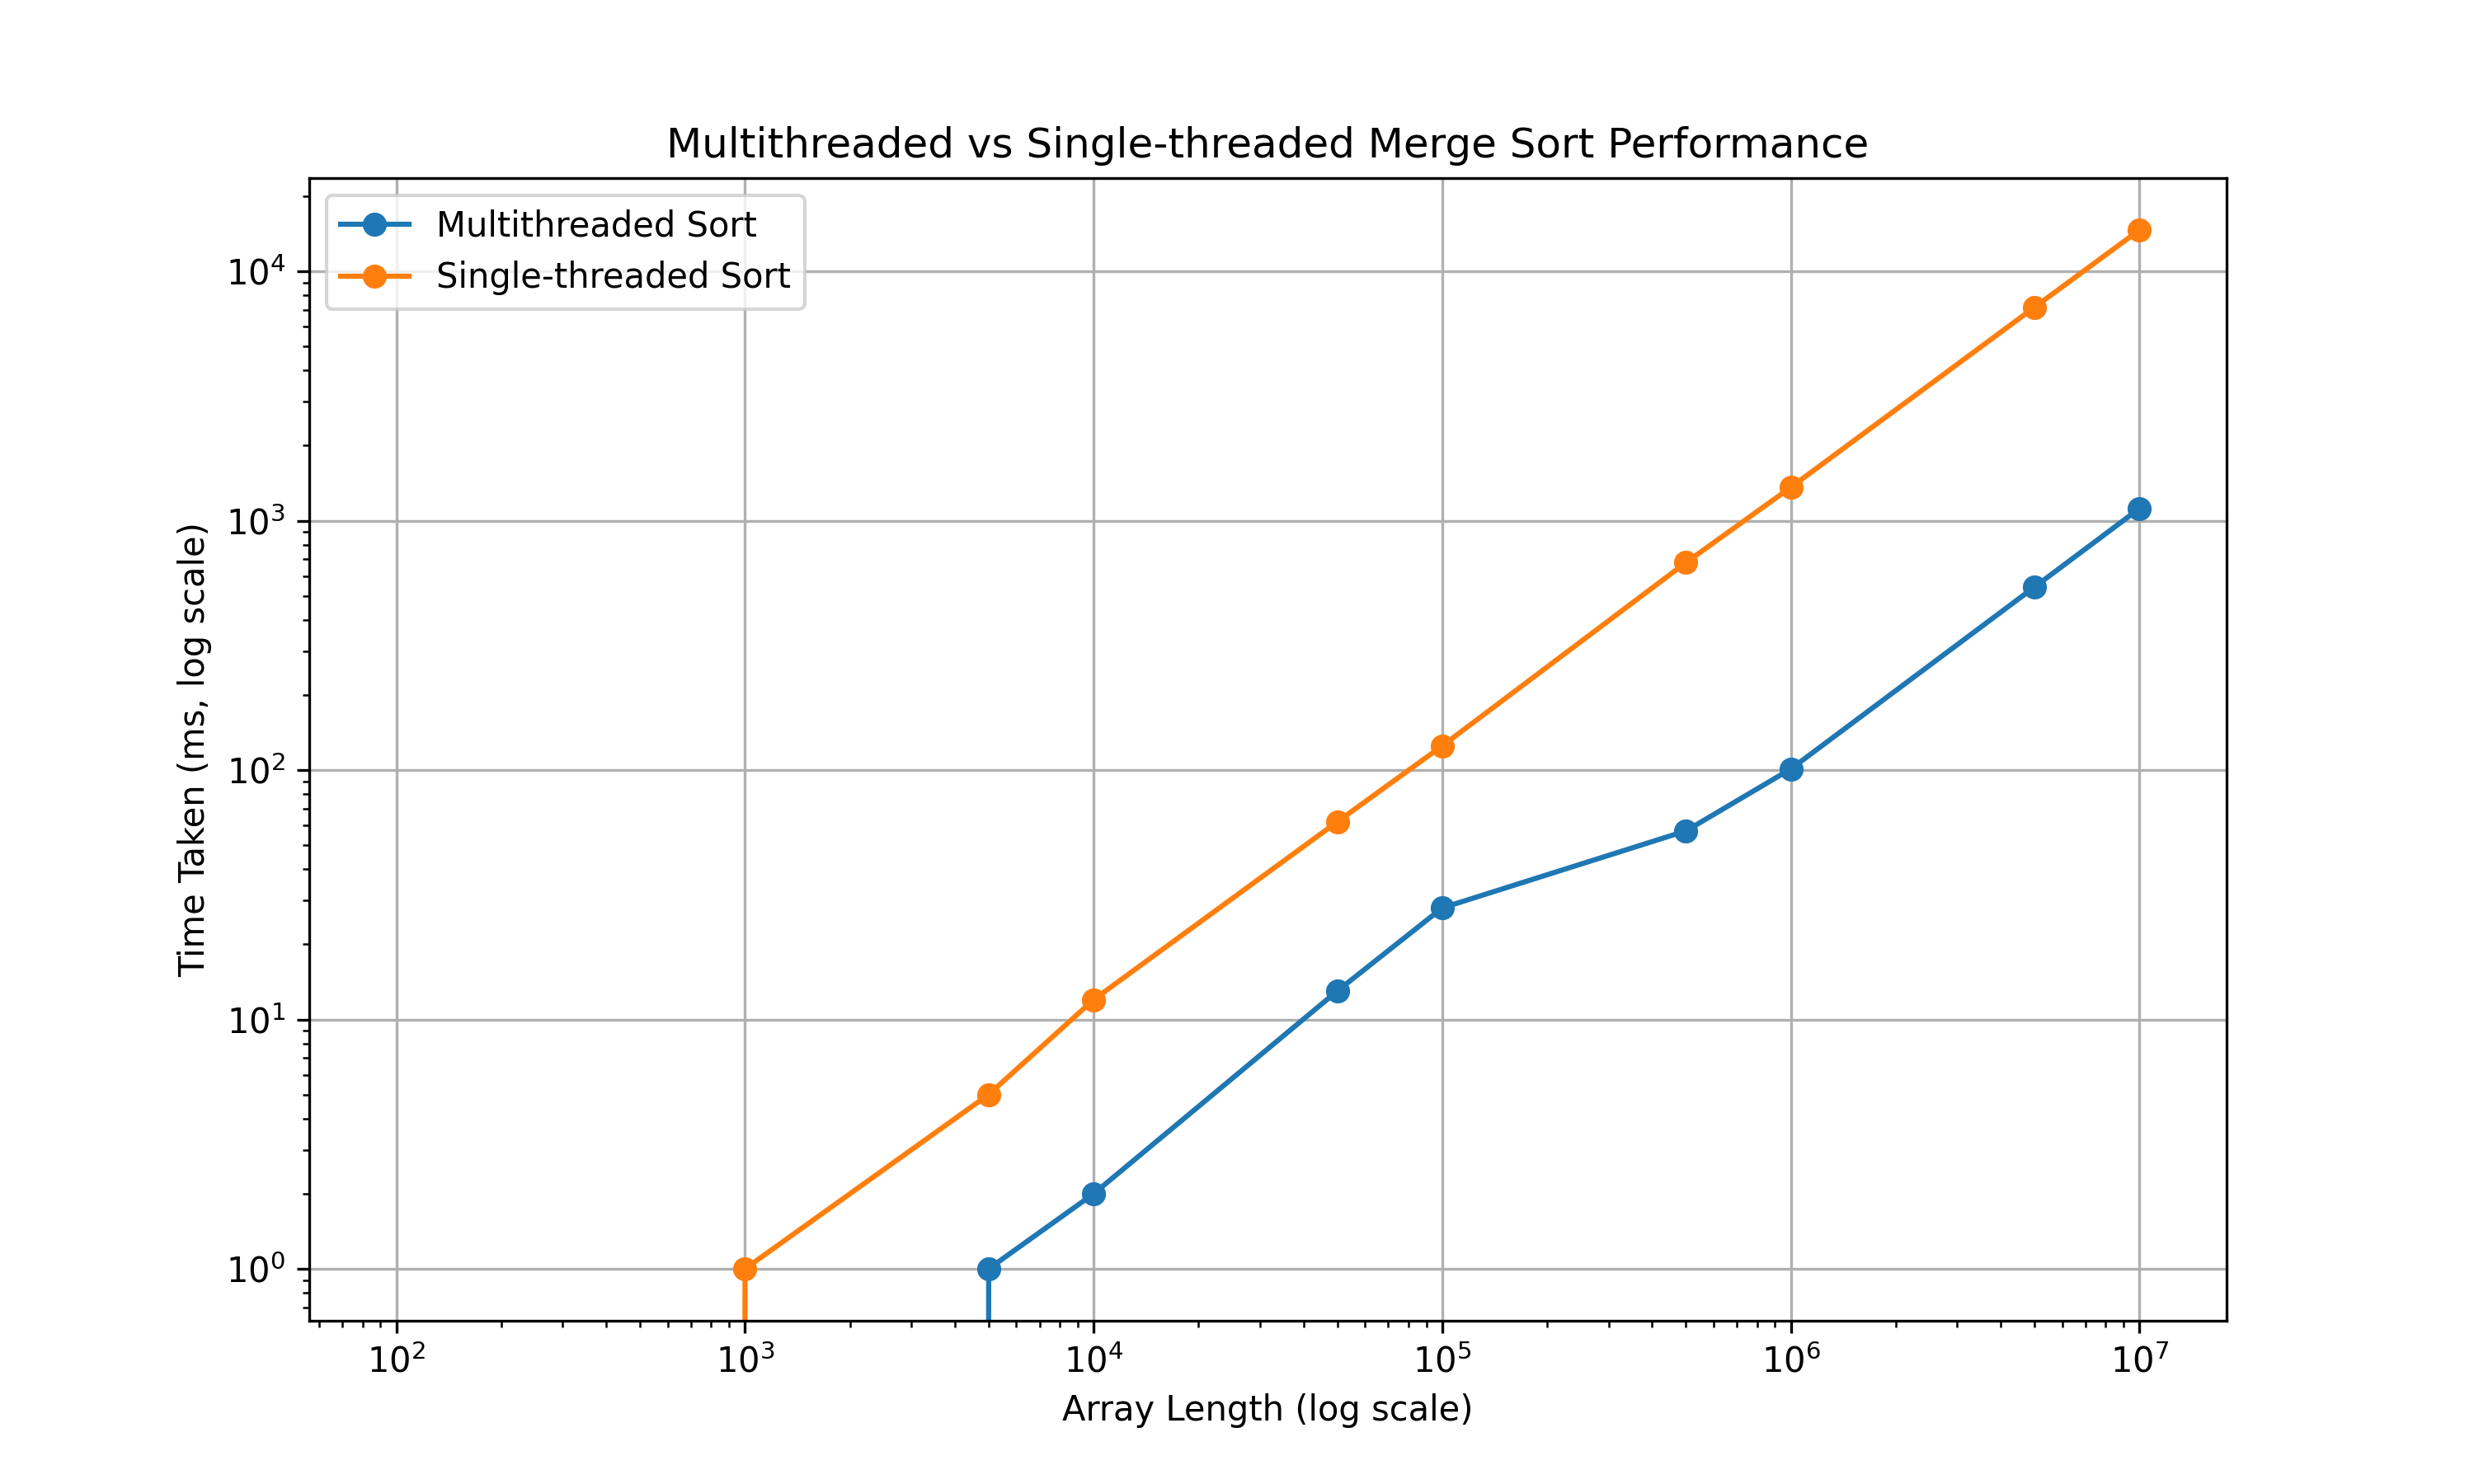 Multithreaded vs Single-threaded Merge Sort Performance
Multithreaded Sort
Single-threaded Sort
Time Taken (ms, log scale)
10⁴
10³
10²
10¹
10⁰
10² 10³ 10⁴ 10⁵ 10⁶ 10⁷
Array Length (log scale)